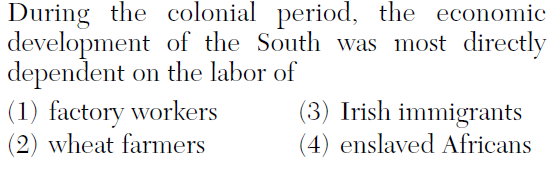 During the colonial period, the economic
development of the South was most directly
dependent on the labor of
(1) factory workers (3) Irish immigrants
(2) wheat farmers (4) enslaved Africans